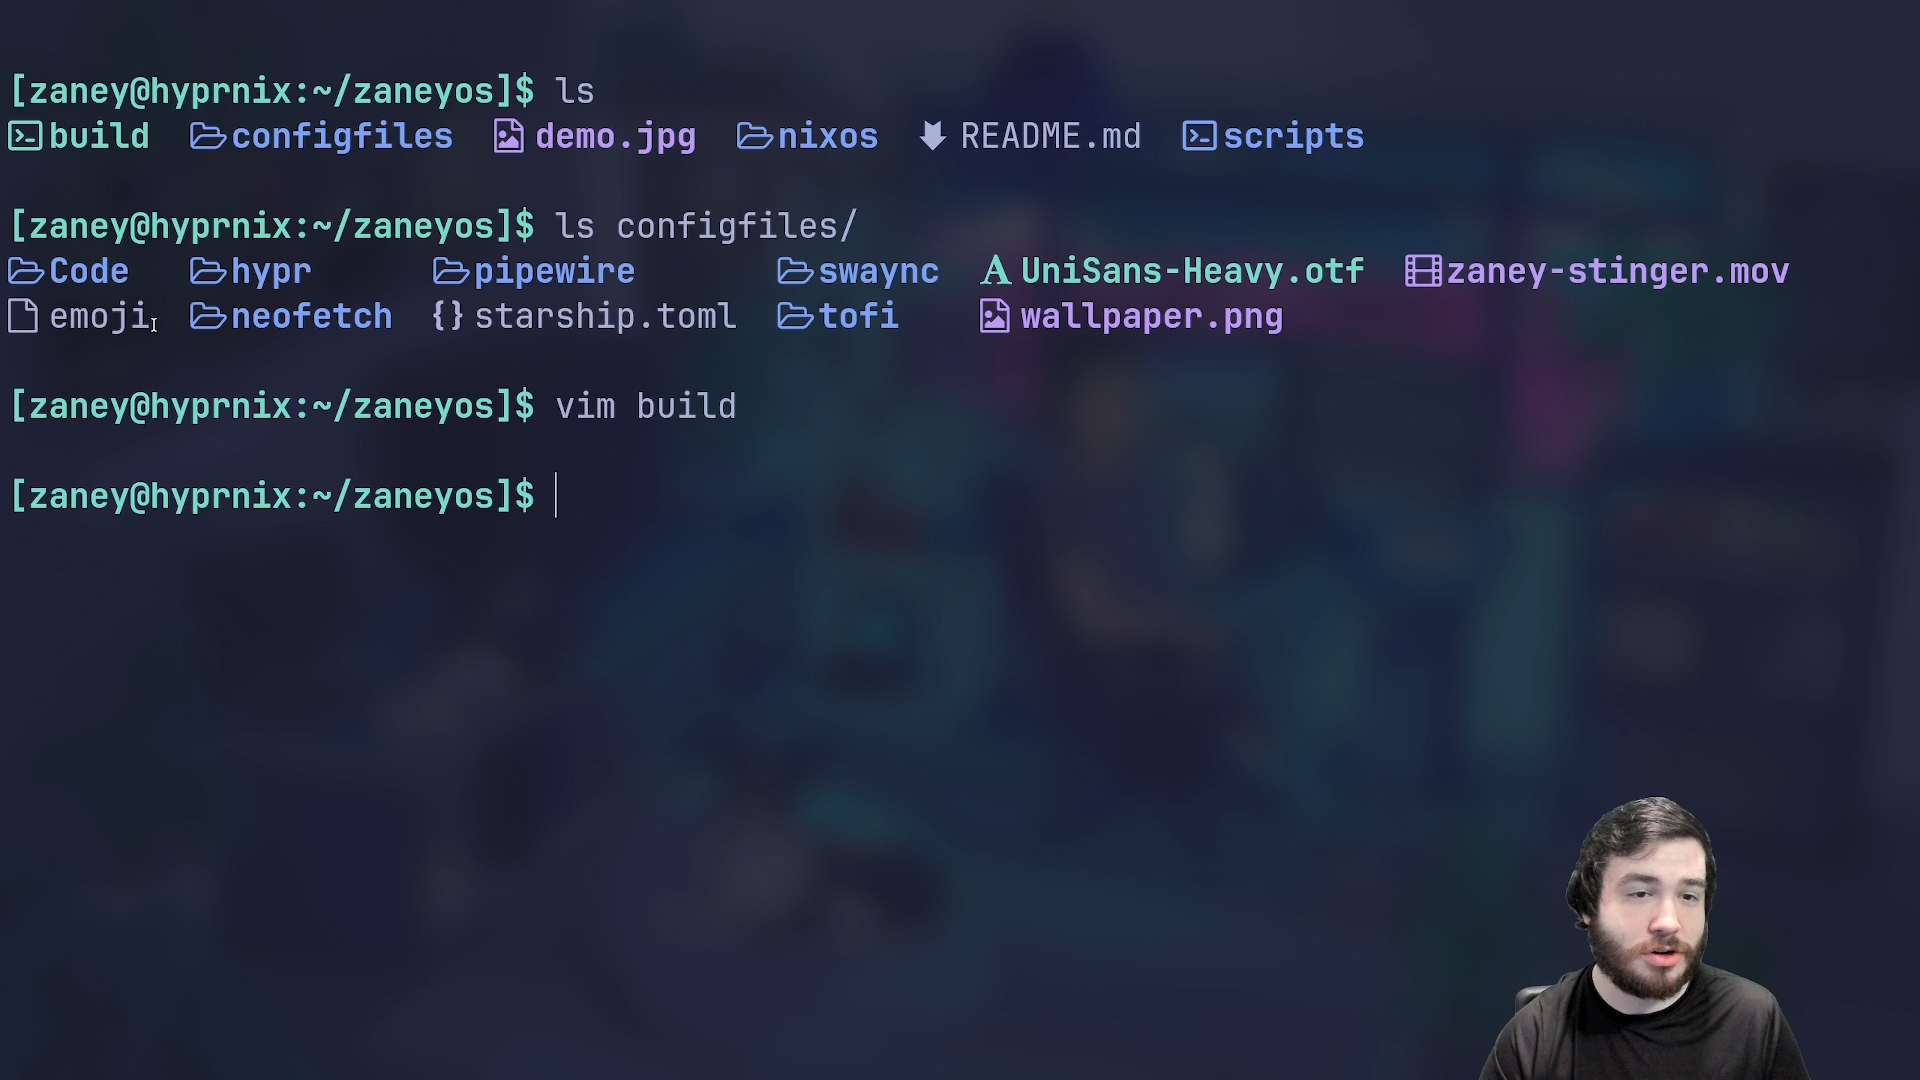 [zaney@hyprnix:~/zaneyos]$ ls
build configfiles demo.jpg nixos README.md scripts
[zaney@hyprnix:~/zaneyos]$ ls configfiles/
Code hypr pipewire swaync UniSans-Heavy.otf zaney-stinger.mov
emoji neofetch {} starship.toml tofi wallpaper.png
[zaney@hyprnix:~/zaneyos]$ vim build
[zaney@hyprnix:~/zaneyos]$